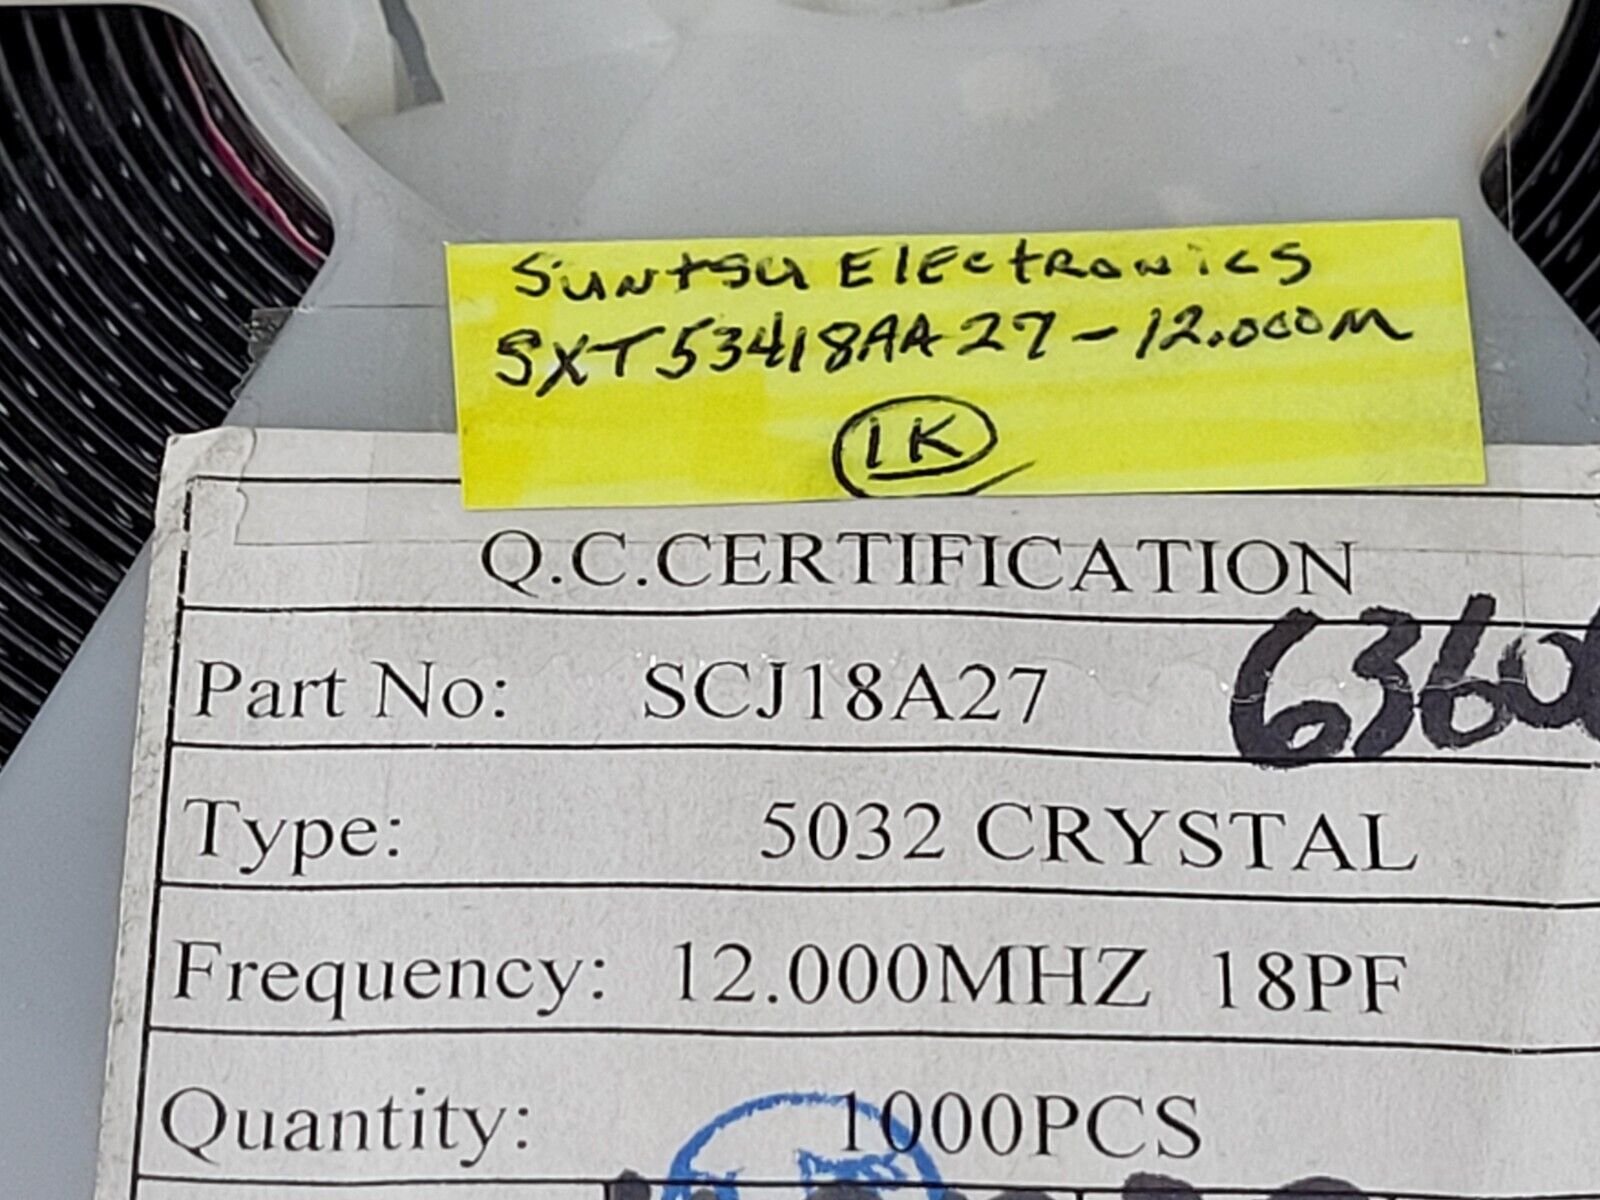 Suntsu Electronics
SXT53418AA27-12.000M
1K
Q.C.CERTIFICATION
Part No: SCJ18A27
6360
Type: 5032 CRYSTAL
Frequency: 12.000MHZ 18PF
Quantity: 1000PCS